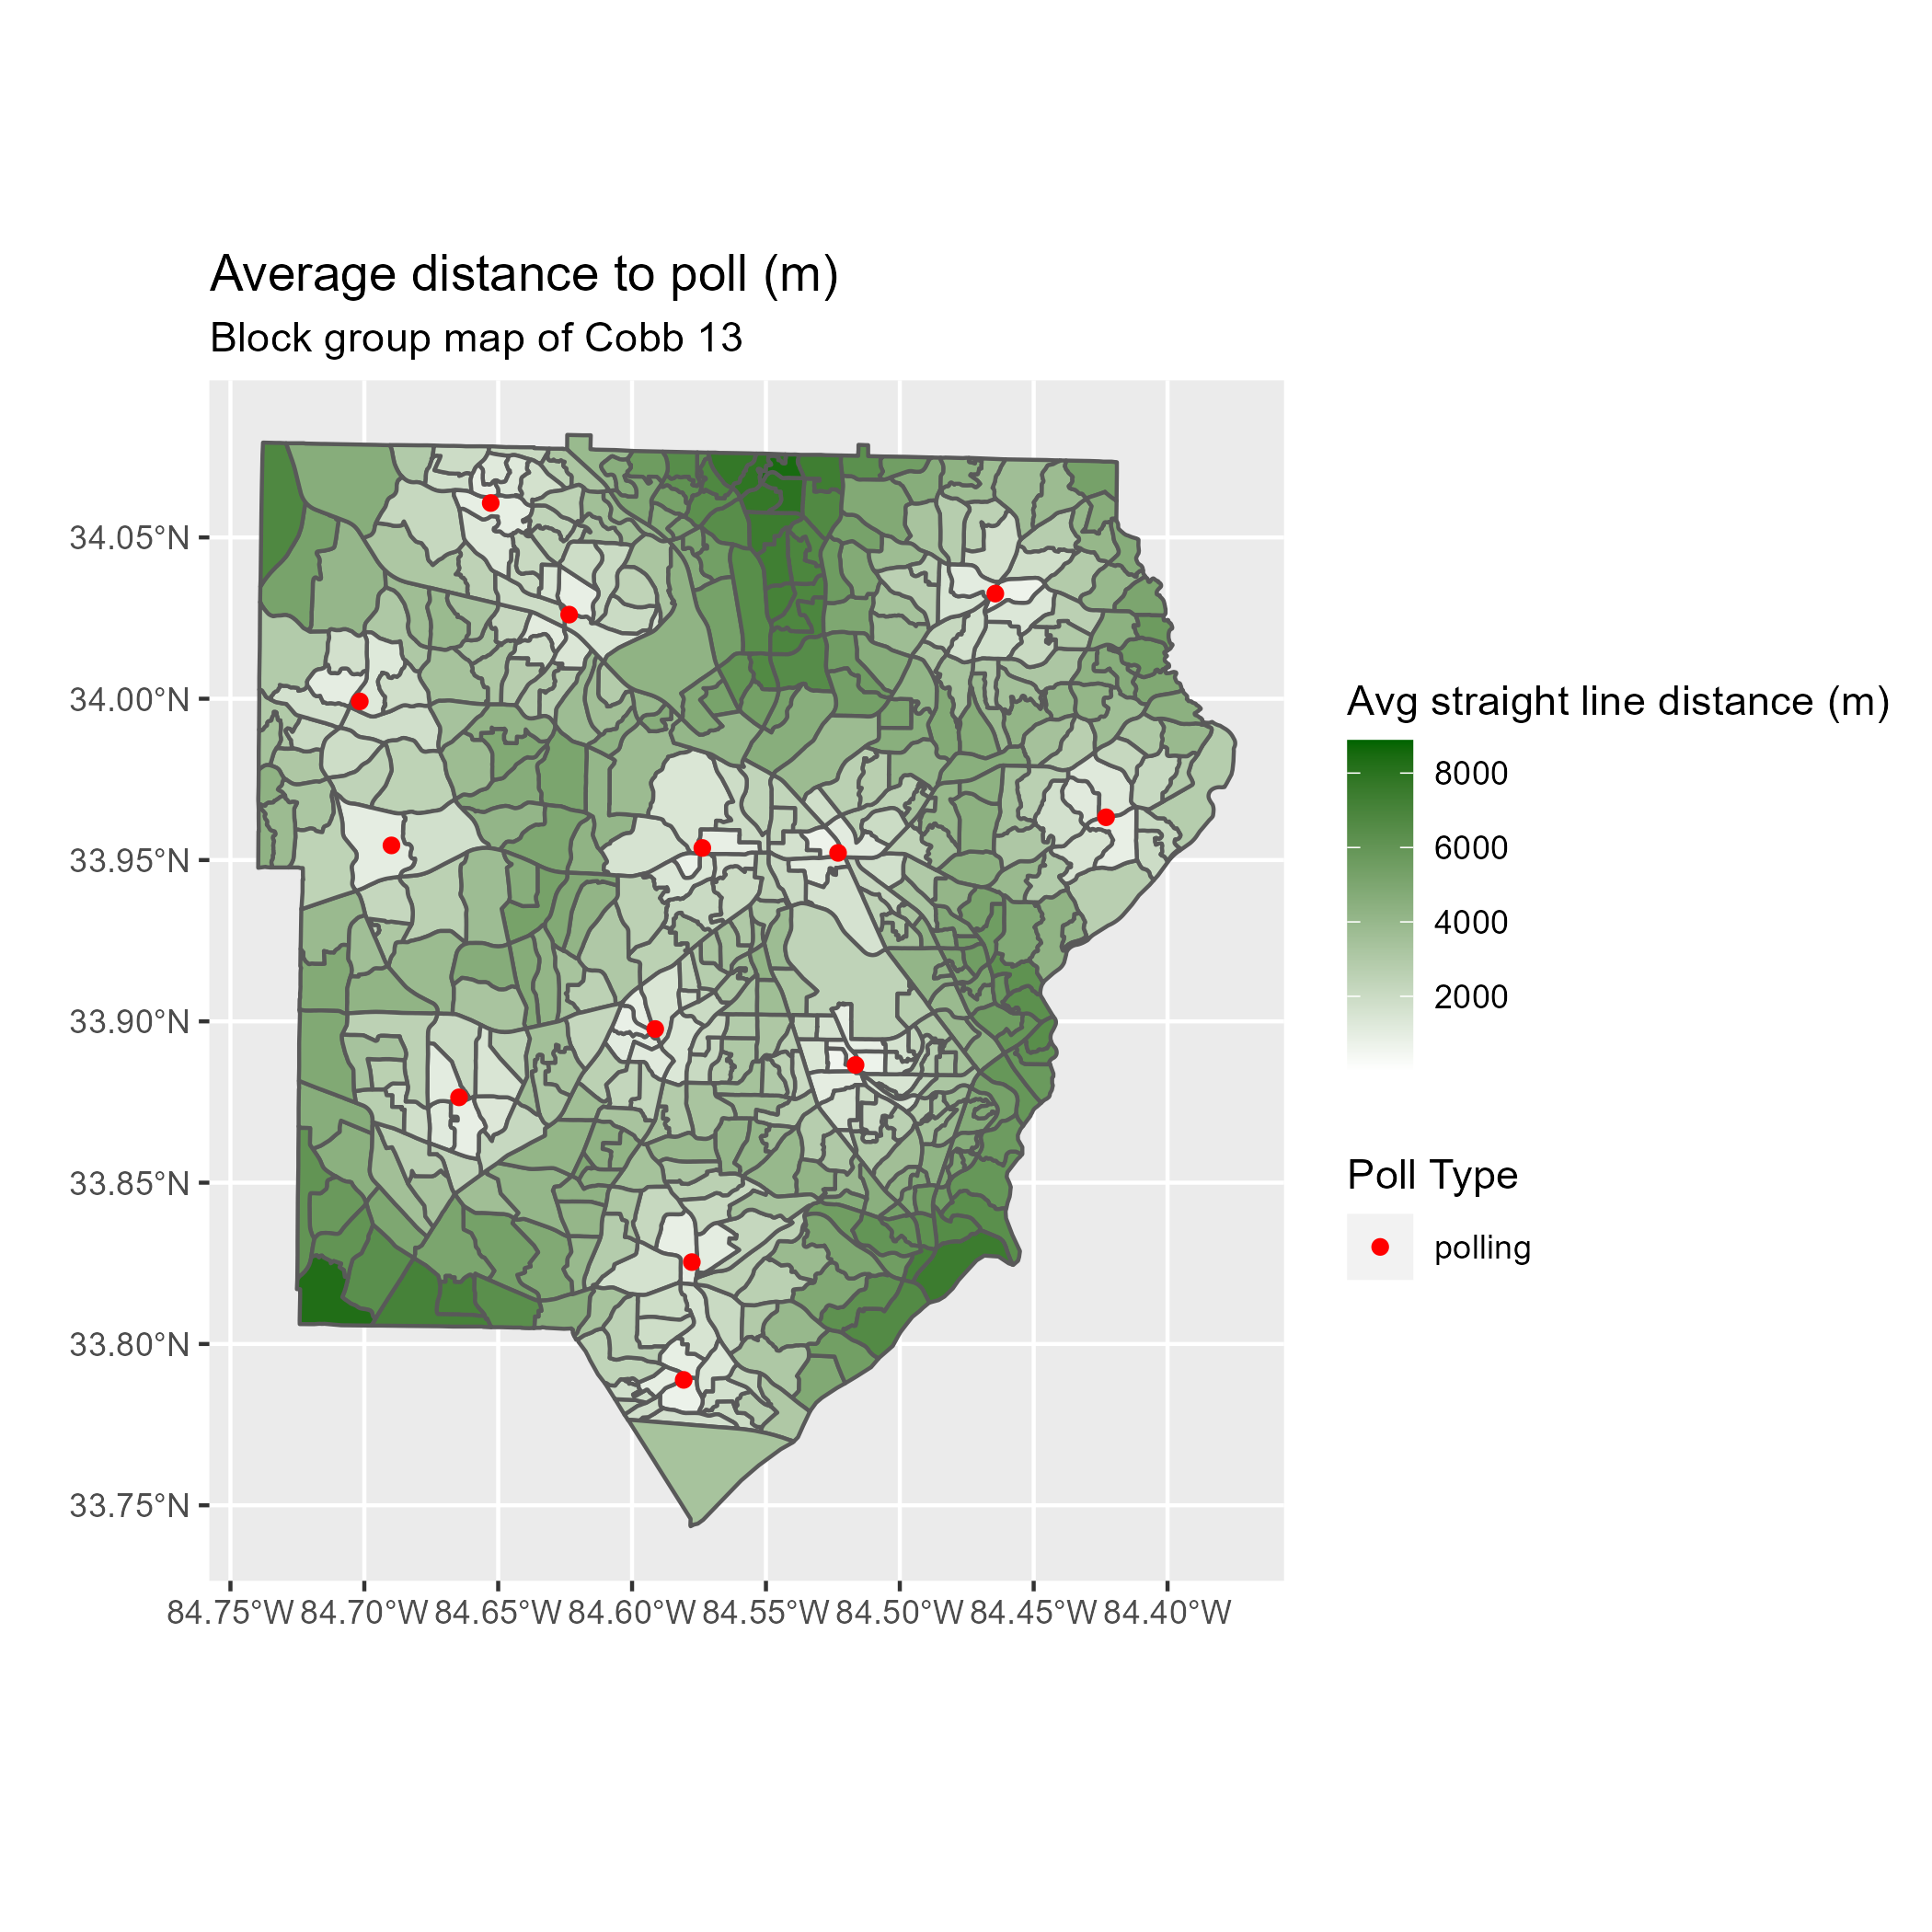 Average distance to poll (m)
Block group map of Cobb 13
34.05°N
34.00°N
33.95°N
33.90°N
33.85°N
33.80°N
33.75°N
84.75°W 84.70°W 84.65°W 84.60°W 84.55°W 84.50°W 84.45°W 84.40°W
Avg straight line distance (m)
8000
6000
4000
2000
Poll Type
polling